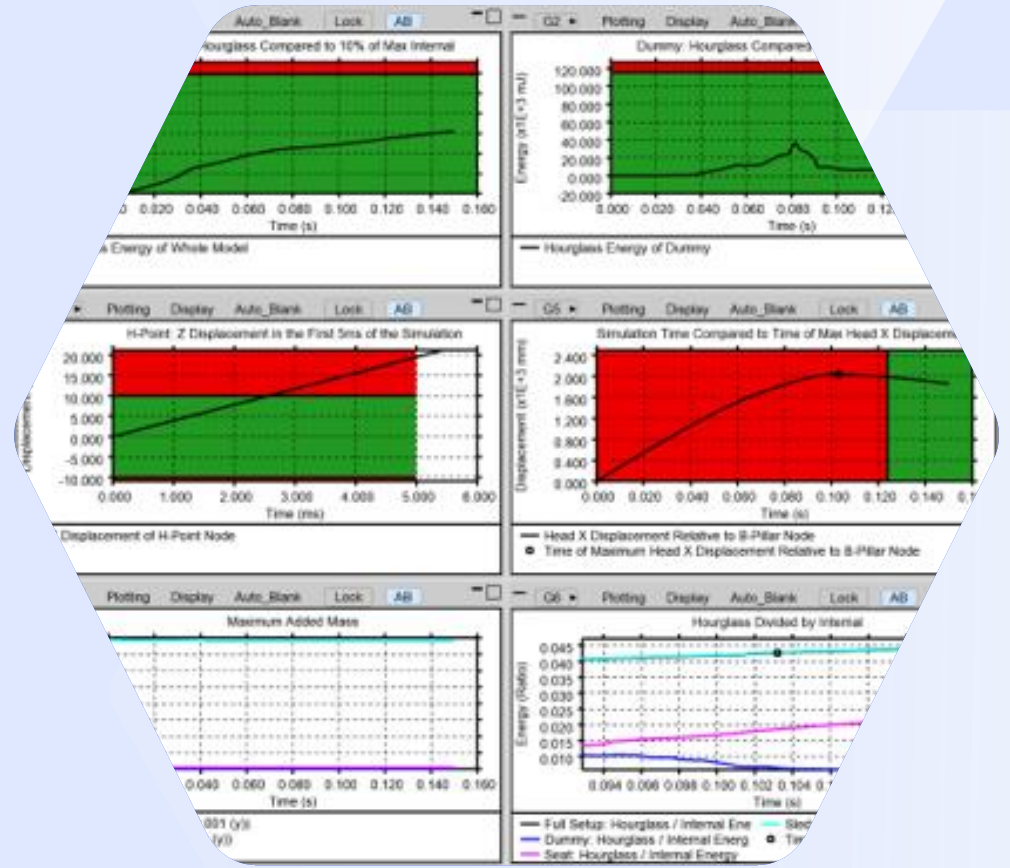 Auto_Blank Lock AB
G2 Plotting Display Auto_Blank
Hourglass Compared to 10% of Max Internal
0.020 0.040 0.060 0.080 0.100 0.120 0.140 0.160
Time (s)
Energy of Whole Model
Dummy: Hourglass Compared
Energy (x1E+3 mJ)
120.000
100.000
80.000
60.000
40.000
20.000
0.000
-20.000
0.000 0.020 0.040 0.060 0.080 0.100 0.12
Time (s)
Hourglass Energy of Dummy
Plotting Display Auto_Blank Lock AB
G5 Plotting Display Auto_Blank Lock AB
H-Point: Z Displacement in the First 5ms of the Simulation
20.000
15.000
10.000
5.000
0.000
-5.000
-10.000
0.000 1.000 2.000 3.000 4.000 5.000 6.000
Time (ms)
Displacement of H-Point Node
Simulation Time Compared to Time of Max Head X Displacem
Displacement (x1E+3 mm)
2.400
2.000
1.600
1.200
0.800
0.400
0.000
0.000 0.020 0.040 0.060 0.080 0.100 0.120 0.140
Time (s)
Head X Displacement Relative to B-Pillar Node
Time of Maximum Head X Displacement Relative to B-Pillar Node
Plotting Display Auto_Blank Lock AB
G6 Plotting Display Auto_Blank Lock AB
Maximum Added Mass
0.040 0.060 0.080 0.100 0.120 0.140 0.160
Time (s)
001 (y))
(y))
Hourglass Divided by Internal
Energy (Ratio)
0.045
0.040
0.035
0.030
0.025
0.020
0.015
0.010
0.094 0.096 0.098 0.100 0.102 0.104
Time (s)
Full Setup: Hourglass / Internal Ene Sled
Dummy: Hourglass / Internal Energ Tim
Seat: Hourglass / Internal Energy